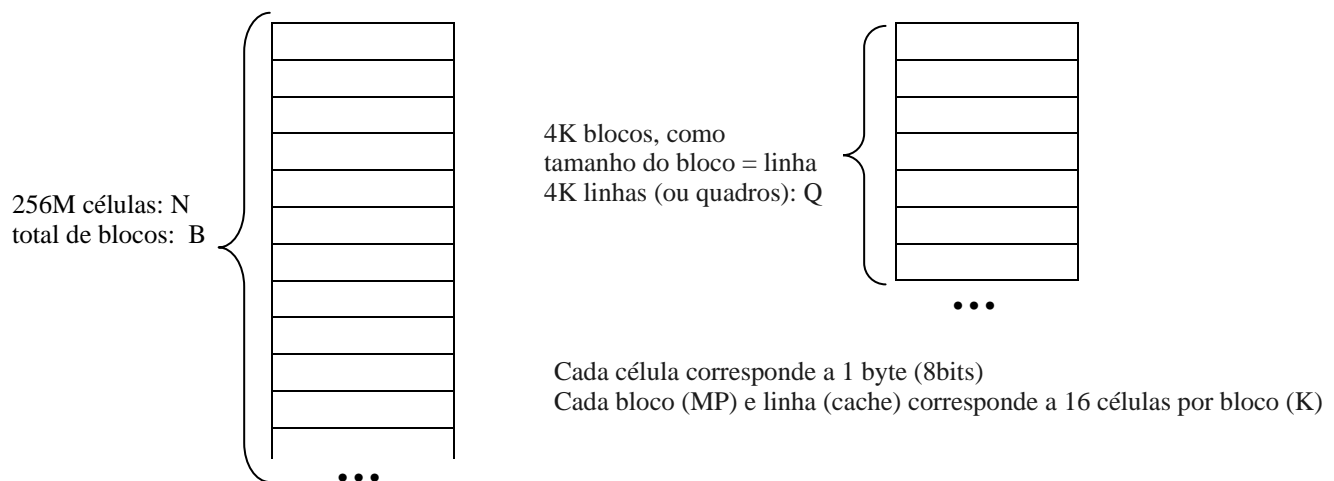 256M células: N
total de blocos: B
•••
4K blocos, como
tamanho do bloco = linha
4K linhas (ou quadros): Q
•••
Cada célula corresponde a 1 byte (8bits)
Cada bloco (MP) e linha (cache) corresponde a 16 células por bloco (K)